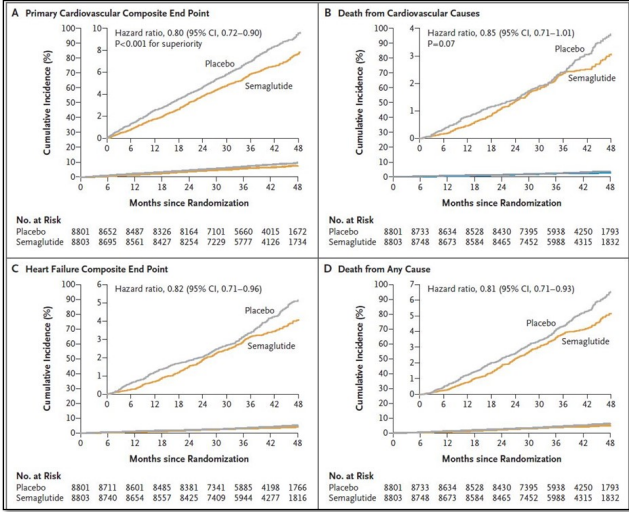 A Primary Cardiovascular Composite End Point
Cumulative Incidence (%)
100
90
80
70
60
50
40
30
20
10
0
10
8
6
4
2
0
Hazard ratio, 0.80 (95% CI, 0.72–0.90)
P<0.001 for superiority
Placebo
Semaglutide
0 6 12 18 24 30 36 42 48
0 6 12 18 24 30 36 42 48
Months since Randomization
No. at Risk
Placebo 8801 8652 8487 8326 8164 7101 5660 4015 1672
Semaglutide 8803 8695 8561 8427 8254 7229 5777 4126 1734
B Death from Cardiovascular Causes
Cumulative Incidence (%)
100
90
80
70
60
50
40
30
20
10
0
4
3
2
1
0
Hazard ratio, 0.85 (95% CI, 0.71–1.01)
P=0.07
Placebo
Semaglutide
0 6 12 18 24 30 36 42 48
0 6 12 18 24 30 36 42 48
Months since Randomization
No. at Risk
Placebo 8801 8733 8634 8528 8430 7395 5938 4250 1793
Semaglutide 8803 8748 8673 8584 8465 7452 5988 4315 1832
C Heart Failure Composite End Point
Cumulative Incidence (%)
100
90
80
70
60
50
40
30
20
10
0
6
5
4
3
2
1
0
Hazard ratio, 0.82 (95% CI, 0.71–0.96)
Placebo
Semaglutide
0 6 12 18 24 30 36 42 48
0 6 12 18 24 30 36 42 48
Months since Randomization
No. at Risk
Placebo 8801 8711 8601 8485 8381 7341 5885 4198 1766
Semaglutide 8803 8740 8654 8557 8425 7409 5944 4277 1816
D Death from Any Cause
Cumulative Incidence (%)
100
90
80
70
60
50
40
30
20
10
0
7
6
5
4
3
2
1
0
Hazard ratio, 0.81 (95% CI, 0.71–0.93)
Placebo
Semaglutide
0 6 12 18 24 30 36 42 48
0 6 12 18 24 30 36 42 48
Months since Randomization
No. at Risk
Placebo 8801 8733 8634 8528 8430 7395 5938 4250 1793
Semaglutide 8803 8748 8673 8584 8465 7452 5988 4315 1832